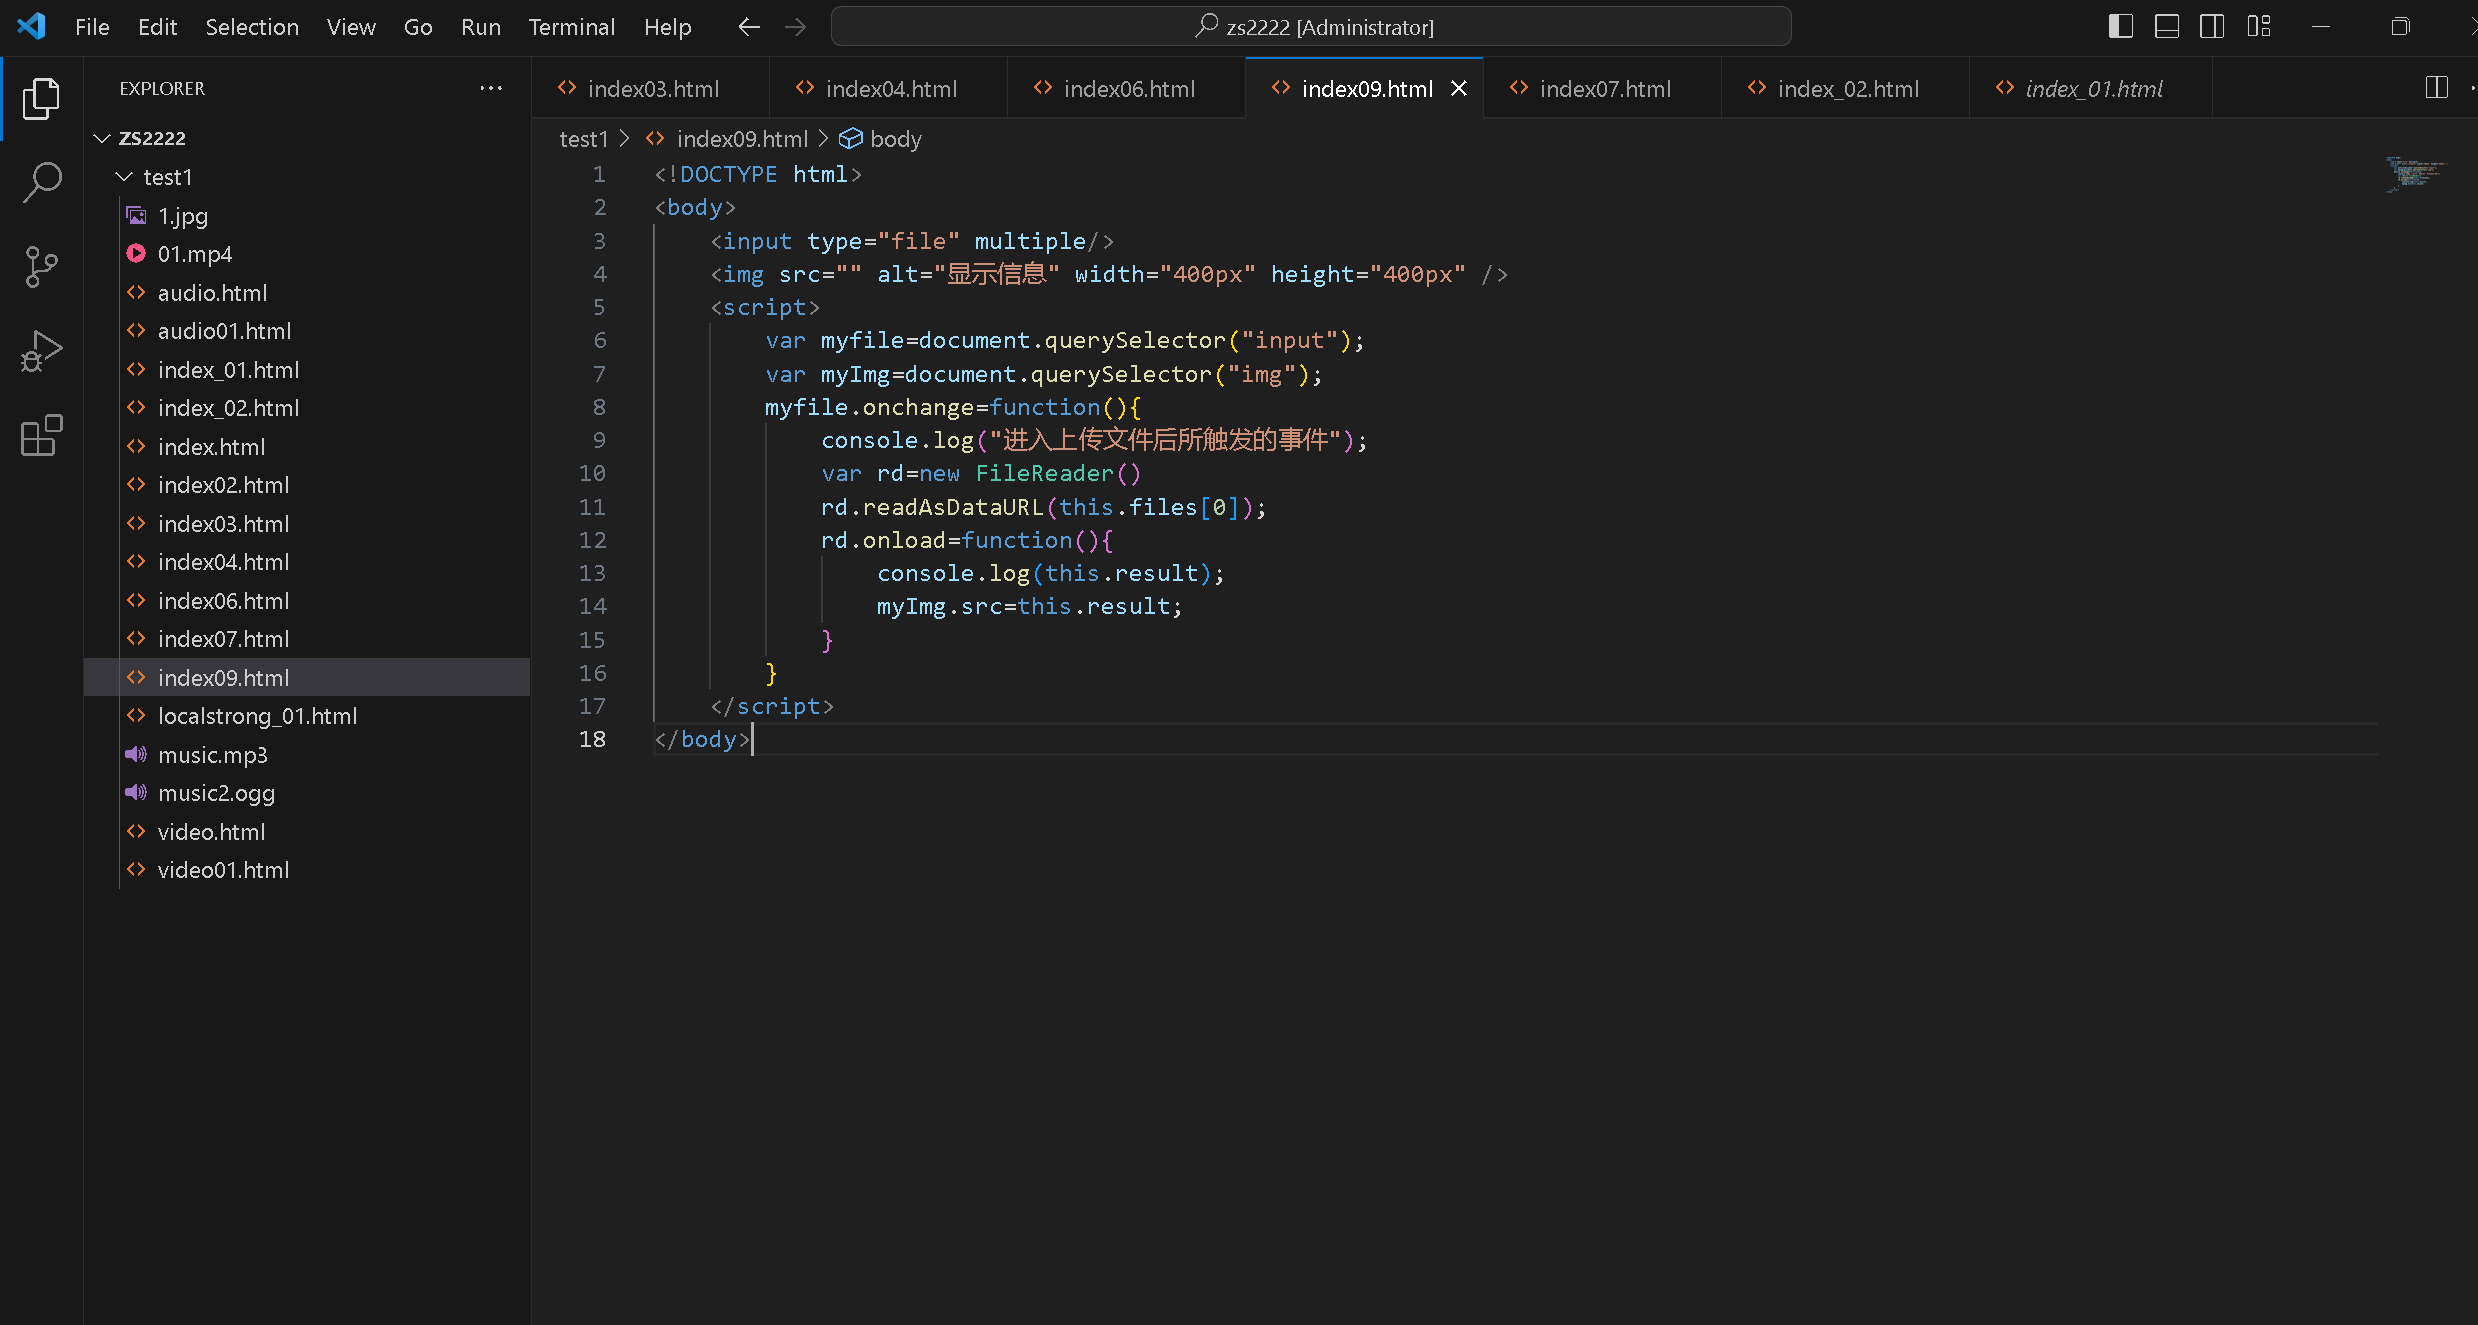 File Edit Selection View Go Run Terminal Help
zs2222 [Administrator]
EXPLORER
ZS2222
test1
1.jpg
01.mp4
audio.html
audio01.html
index_01.html
index_02.html
index.html
index02.html
index03.html
index04.html
index06.html
index07.html
index09.html
localstrong_01.html
music.mp3
music2.ogg
video.html
video01.html
index03.html index04.html index06.html index09.html index07.html index_02.html index_01.html
test1 > index09.html > body
1 <!DOCTYPE html>
2 <body>
3 <input type="file" multiple/>
4 <img src="" alt="显示信息" width="400px" height="400px" />
5 <script>
6 var myfile=document.querySelector("input");
7 var myImg=document.querySelector("img");
8 myfile.onchange=function(){
9 console.log("进入上传文件后所触发的事件");
10 var rd=new FileReader()
11 rd.readAsDataURL(this.files[0]);
12 rd.onload=function(){
13 console.log(this.result);
14 myImg.src=this.result;
15 }
16 }
17 </script>
18 </body>